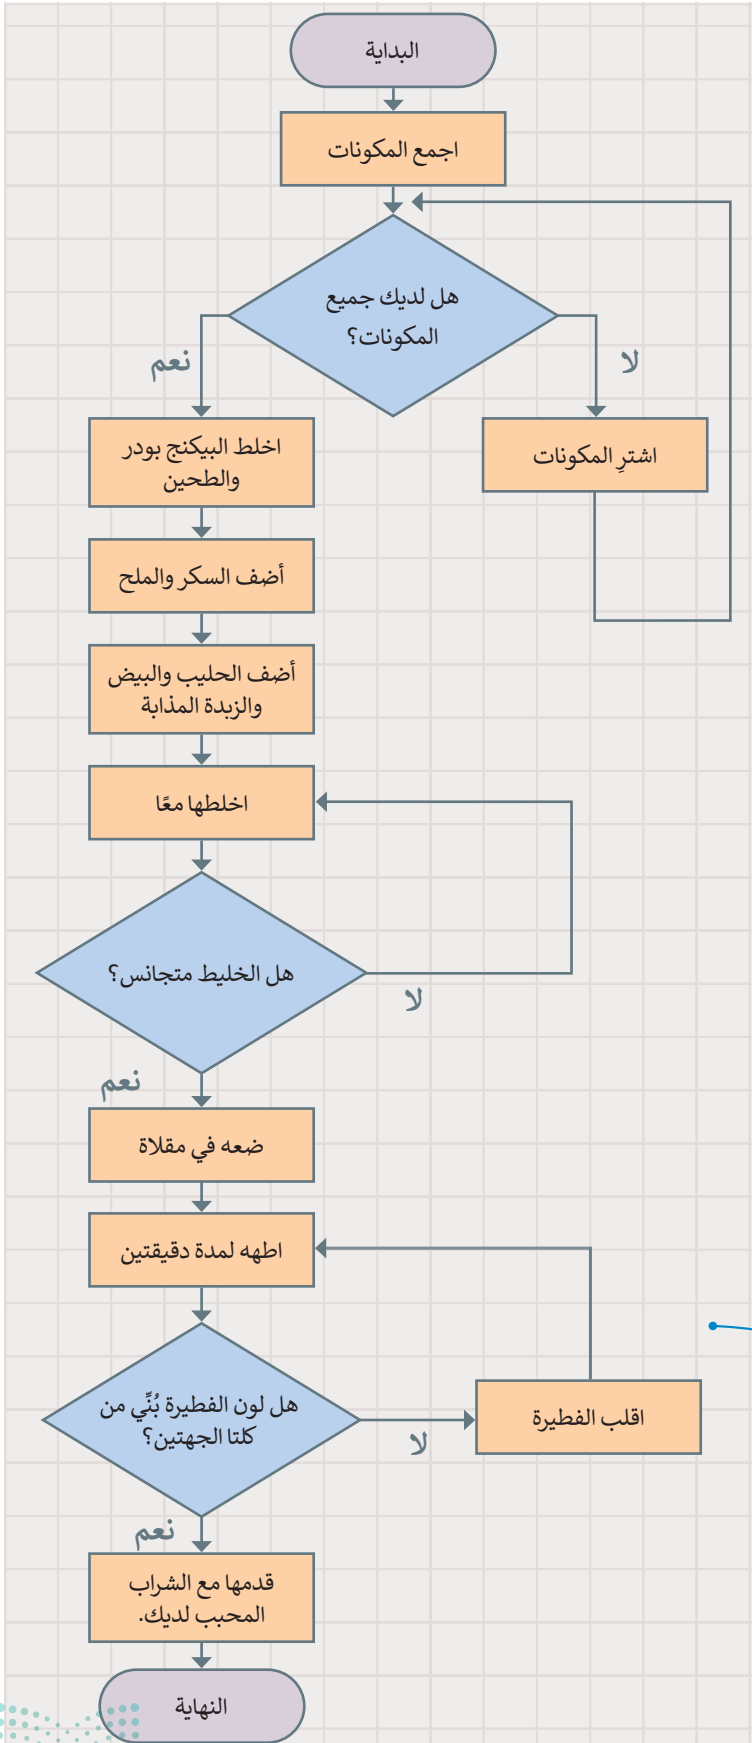 البداية
اجمع المكونات
هل لديك جميع
المكونات؟
نعم
لا
اشترِ المكونات
اخلط البيكنج بودر
والطحين
أضف السكر والملح
أضف الحليب والبيض
والزبدة المذابة
اخلطها معًا
هل الخليط متجانس؟
لا
نعم
ضعه في مقلاة
اطهه لمدة دقيقتين
هل لون الفطيرة بُنِّي من
كلتا الجهتين؟
لا
اقلب الفطيرة
نعم
قدمها مع الشراب
المحبب لديك.
النهاية